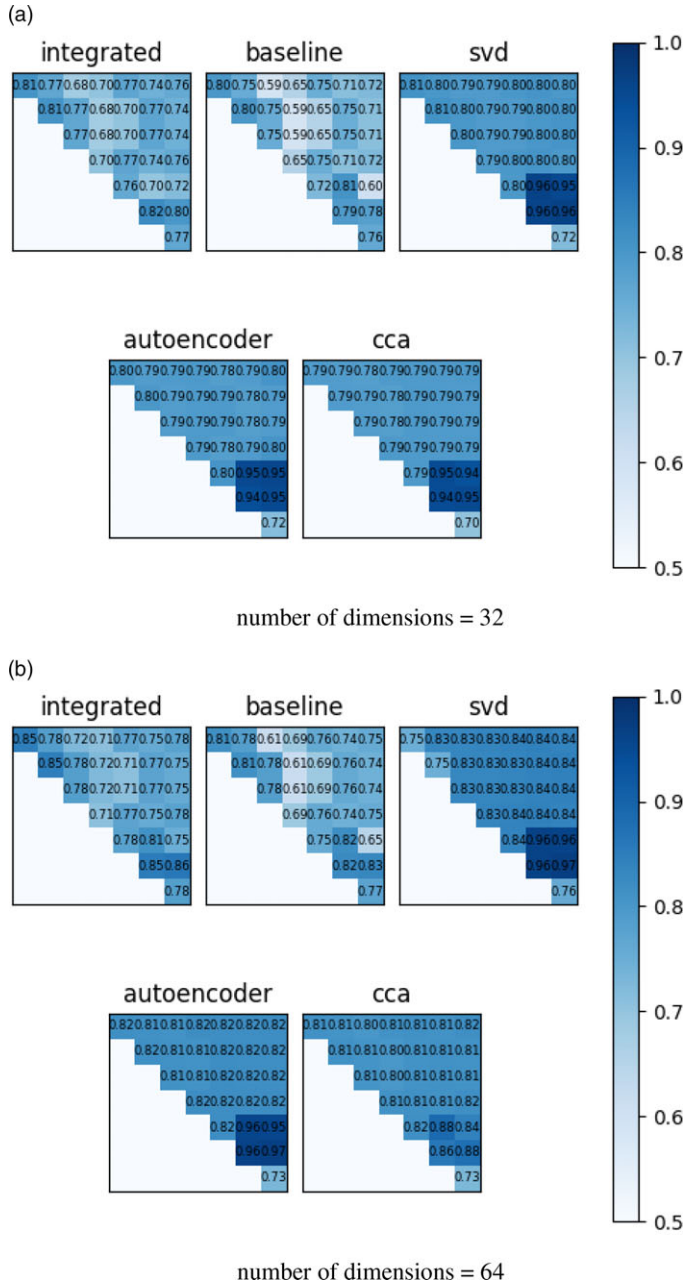 (a)
integrated baseline svd
0.81 0.77 0.68 0.70 0.77 0.74 0.76 0.80 0.75 0.59 0.65 0.75 0.71 0.72 0.81 0.80 0.79 0.79 0.80 0.80 0.80
0.81 0.77 0.68 0.70 0.77 0.74 0.80 0.75 0.59 0.65 0.75 0.71 0.81 0.80 0.79 0.79 0.80 0.80
0.77 0.68 0.70 0.77 0.74 0.75 0.59 0.65 0.75 0.71 0.80 0.79 0.79 0.80 0.80
0.70 0.77 0.74 0.76 0.65 0.75 0.71 0.72 0.79 0.80 0.80 0.80
0.76 0.70 0.72 0.72 0.81 0.60 0.80 0.96 0.95
0.82 0.80 0.79 0.78 0.96 0.96
0.77 0.76 0.72
autoencoder cca
0.80 0.79 0.79 0.79 0.78 0.79 0.80 0.79 0.79 0.78 0.79 0.79 0.79 0.79
0.80 0.79 0.79 0.79 0.78 0.79 0.79 0.79 0.78 0.79 0.79 0.79
0.79 0.79 0.79 0.78 0.79 0.79 0.78 0.79 0.79 0.79
0.79 0.78 0.79 0.80 0.79 0.79 0.79 0.79
0.80 0.95 0.95 0.79 0.95 0.94
0.94 0.95 0.94 0.95
0.72 0.70
1.0
0.9
0.8
0.7
0.6
0.5
number of dimensions = 32
(b)
integrated baseline svd
0.85 0.78 0.72 0.71 0.77 0.75 0.78 0.81 0.78 0.61 0.69 0.76 0.74 0.75 0.75 0.83 0.83 0.83 0.84 0.84 0.84
0.85 0.78 0.72 0.71 0.77 0.75 0.81 0.78 0.61 0.69 0.76 0.74 0.75 0.83 0.83 0.83 0.84 0.84
0.78 0.72 0.71 0.77 0.75 0.78 0.61 0.69 0.76 0.74 0.83 0.83 0.83 0.84 0.84
0.71 0.77 0.75 0.78 0.69 0.76 0.74 0.75 0.83 0.84 0.84 0.84
0.78 0.81 0.75 0.75 0.82 0.65 0.84 0.96 0.96
0.85 0.86 0.82 0.83 0.96 0.97
0.78 0.77 0.76
autoencoder cca
0.82 0.81 0.81 0.82 0.82 0.82 0.82 0.81 0.81 0.80 0.81 0.81 0.81 0.82
0.82 0.81 0.81 0.82 0.82 0.82 0.81 0.81 0.80 0.81 0.81 0.81
0.81 0.81 0.82 0.82 0.82 0.81 0.80 0.81 0.81 0.81
0.82 0.82 0.82 0.82 0.81 0.81 0.81 0.82
0.82 0.96 0.95 0.82 0.88 0.84
0.96 0.97 0.86 0.88
0.73 0.73
1.0
0.9
0.8
0.7
0.6
0.5
number of dimensions = 64